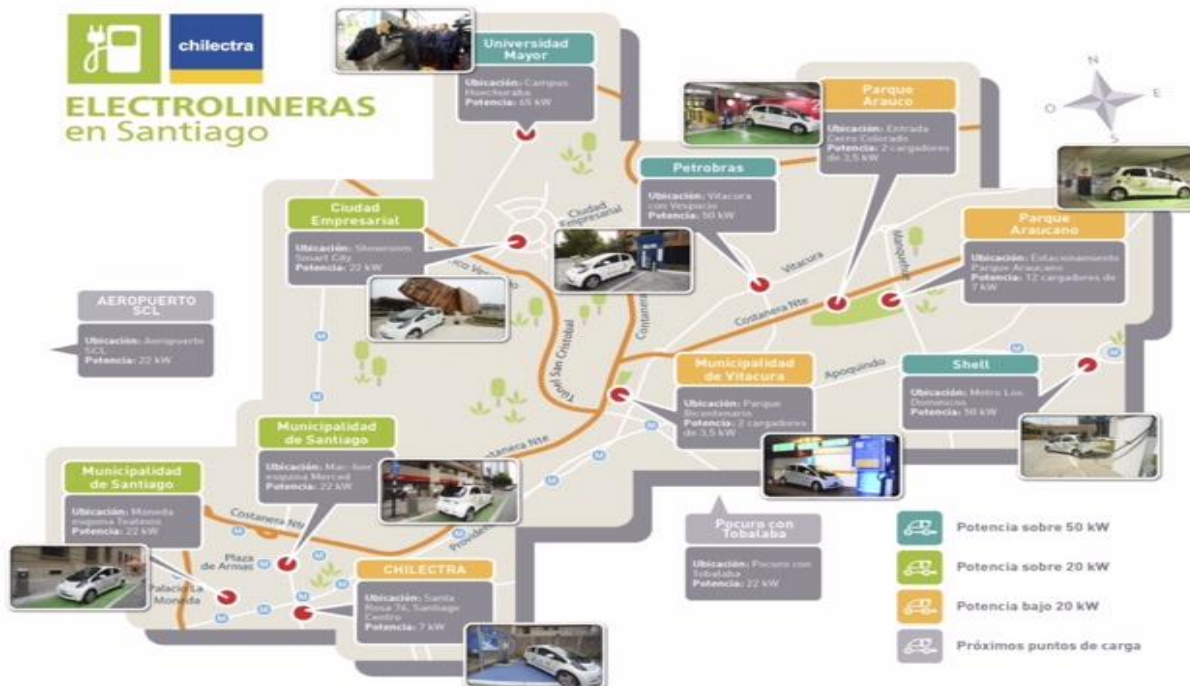 chilectra
ELECTROLINERAS
en Santiago
Universidad
Mayor
Ubicación: Campus
Huechuraba
Potencia: 65 kW
Parque
Arauco
Ubicación: Entrada
Cerro Colorado
Potencia: 2 cargadores
de 3,5 kW
N
O
E
S
Petrobras
Ubicación: Vitacura
con Vespucio
Potencia: 50 kW
Ciudad
Empresarial
Ubicación: Showroom
Smart City
Potencia: 22 kW
Ciudad
Empresarial
Parque
Araucano
Ubicación: Estacionamiento
Parque Araucano
Potencia: 12 cargadores de
7 kW
Vitacura
Manquehue
Costanera Nte
Túnel San Cristobal
AEROPUERTO
SCL
Ubicación: Aeropuerto
SCL
Potencia: 22 kW
Municipalidad
de Vitacura
Ubicación: Parque
Bicentenario
Potencia: 2 cargadores
de 3,5 kW
Apoquindo
Shell
Ubicación: Metro Los
Dominicos
Potencia: 50 kW
Municipalidad
de Santiago
Ubicación: Mac-Iver
esquina Merced
Potencia: 22 kW
Municipalidad
de Santiago
Ubicación: Moneda
esquina Teatinos
Potencia: 22 kW
Costanera Nte
Plaza
de Armas
Palacio La
Moneda
CHILECTRA
Ubicación: Santa
Rosa 76, Santiago
Centro
Potencia: 7 kW
Pocuro con
Tobalaba
Ubicación: Pocuro con
Tobalaba
Potencia: 22 kW
Potencia sobre 50 kW
Potencia sobre 20 kW
Potencia bajo 20 kW
Próximos puntos de carga